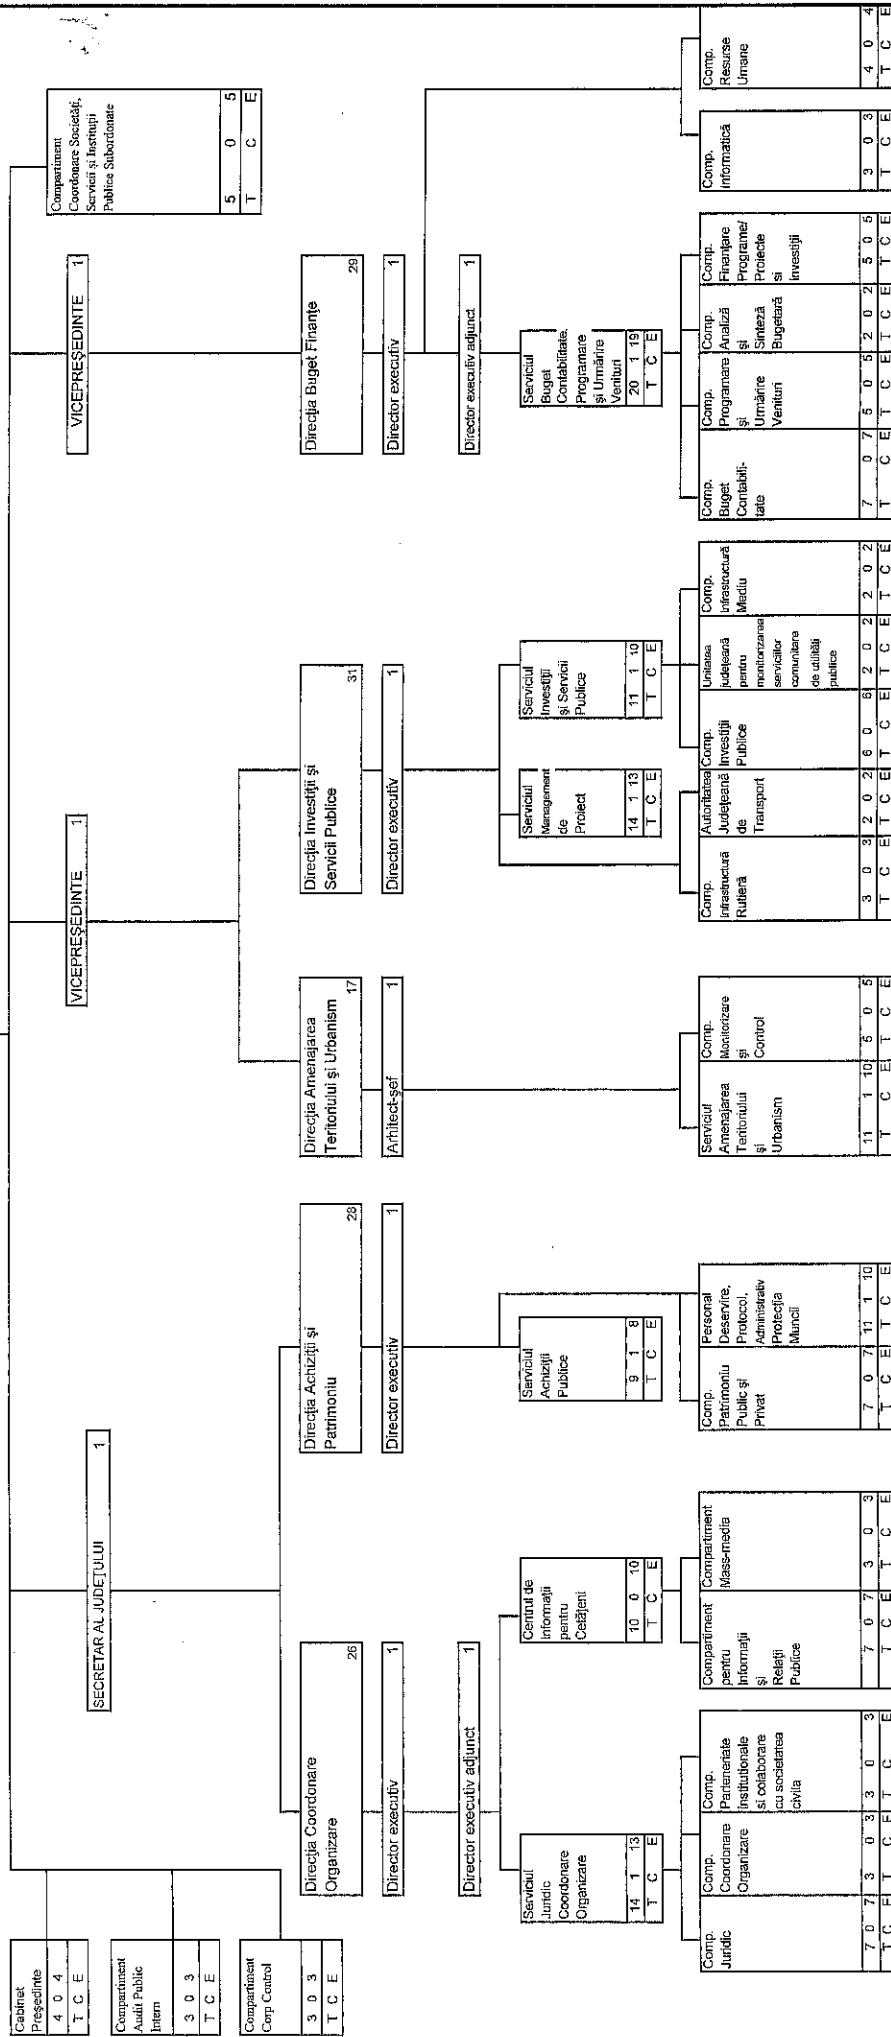 Cabinet
Președinte
4 0 4
T C E
Compartiment
Audit Public
Intern
3 0 3
T C E
Compartiment
Corp Control
3 0 3
T C E
SECRETAR AL JUDEȚULUI 1
VICEPREȘEDINTE 1
VICEPREȘEDINTE 1
Compartiment
Coordonare Societăți,
Servicii și Instituții
Publice Subordonate
5 0 5
T C E
Direcția Coordonare
Organizare
26
Director executiv 1
Director executiv adjunct 1
Direcția Achiziții și
Patrimoniu
28
Director executiv 1
Direcția Amenajarea
Teritoriului și Urbanism
17
Arhitect-șef 1
Direcția Investiții și
Servicii Publice
31
Director executiv 1
Direcția Buget Finanțe
29
Director executiv 1
Director executiv adjunct 1
Serviciul
Juridic
Coordonare
Organizare
14 1 13
T C E
Centrul de
Informații
pentru
Cetățeni
10 0 10
T C E
Serviciul
Achiziții
Publice
9 1 8
T C E
Serviciul
Management
de
Proiect
14 1 13
T C E
Serviciul
Investiții
și Servicii
Publice
11 1 10
T C E
Serviciul
Buget
Contabilitate,
Programare
și Urmărire
Venituri
20 1 19
T C E
Comp.
Juridic
7 0 7
T C E
Comp.
Coordonare
Organizare
3 0 3
T C E
Comp.
Parteneriate
institutionale
si colaborare
cu societatea
civila
3 0 3
T C E
Compartiment
pentru
Informații
și
Relații
Publice
7 0 7
T C E
Compartiment
Mass-media
3 0 3
T C E
Comp.
Patrimoniu
Public și
Privat
7 0 7
T C E
Personal
Deservire,
Protocol,
Administrativ
Protecția
Muncii
11 1 10
T C E
Serviciul
Amenajarea
Teritoriului
și
Urbanism
11 1 10
T C E
Comp.
Monitorizare
și
Control
5 0 5
T C E
Comp.
Infrastructură
Rutieră
3 0 3
T C E
Autoritatea
Județeană
de
Transport
2 0 2
T C E
Comp.
Investiții
Publice
6 0 6
T C E
Unitatea
județeană
pentru
monitorizarea
serviciilor
comunitare
de utilități
publice
2 0 2
T C E
Comp.
Infrastructură
Mediu
2 0 2
T C E
Comp.
Buget
Contabili-
tate
7 0 7
T C E
Comp.
Programare
și
Urmărire
Venituri
5 0 5
T C E
Comp.
Analiză
și
Sinteză
Bugetară
2 0 2
T C E
Comp.
Finanțare
Programe/
Proiecte
si
investiții
5 0 5
T C E
Comp.
Informatică
3 0 3
T C E
Comp.
Resurse
Umane
4 0 4
T C E